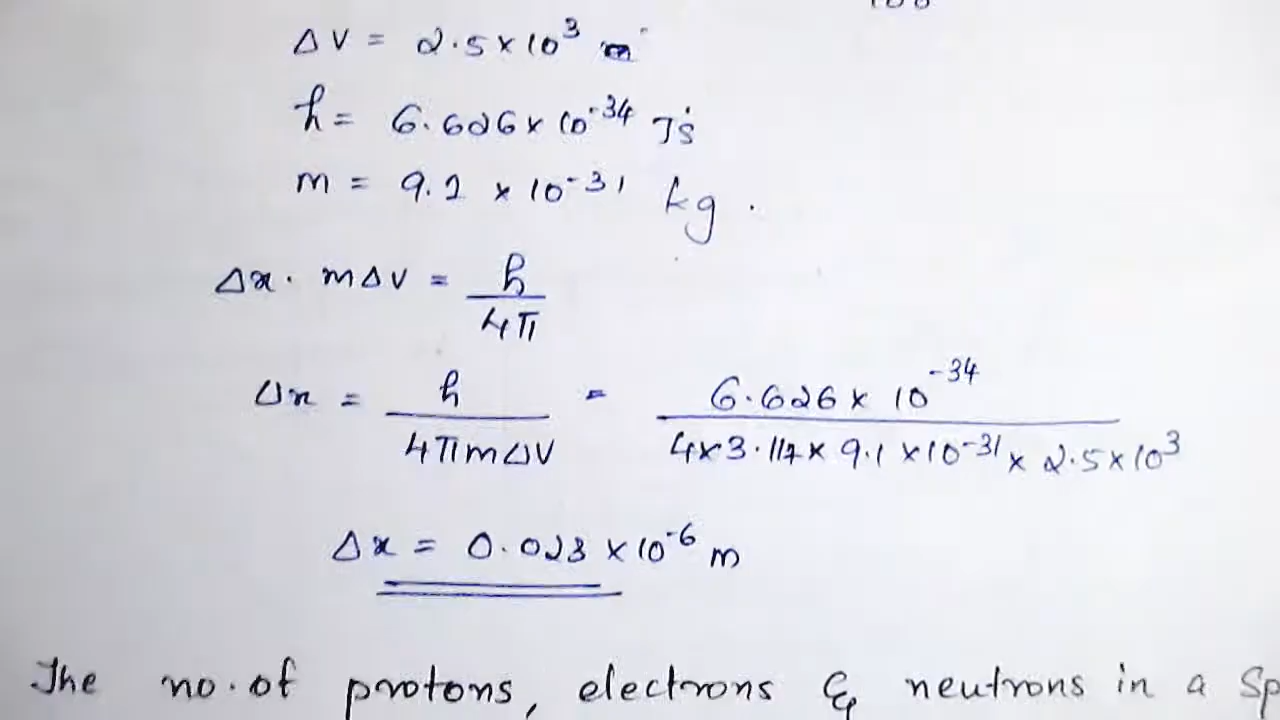 100
ΔV = 2.5 × 10³ m
h = 6.626 × 10⁻³⁴ Js
m = 9.1 × 10⁻³¹ kg.
Δx. mΔV = h/4π
Δx = h/4πmΔV = 6.626 × 10⁻³⁴/4×3.14× 9.1 ×10⁻³¹ × 2.5×10³
Δx = 0.023 ×10⁻⁶ m
The no. of protons, electrons & neutrons in a Sp